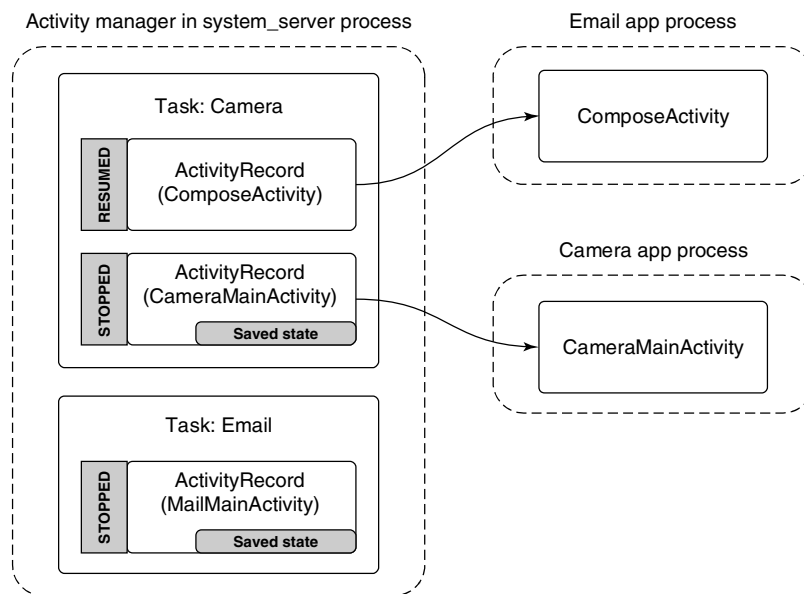 Activity manager in system_server process
Task: Camera
RESUMED
ActivityRecord
(ComposeActivity)
STOPPED
ActivityRecord
(CameraMainActivity)
Saved state
Task: Email
STOPPED
ActivityRecord
(MailMainActivity)
Saved state
Email app process
ComposeActivity
Camera app process
CameraMainActivity